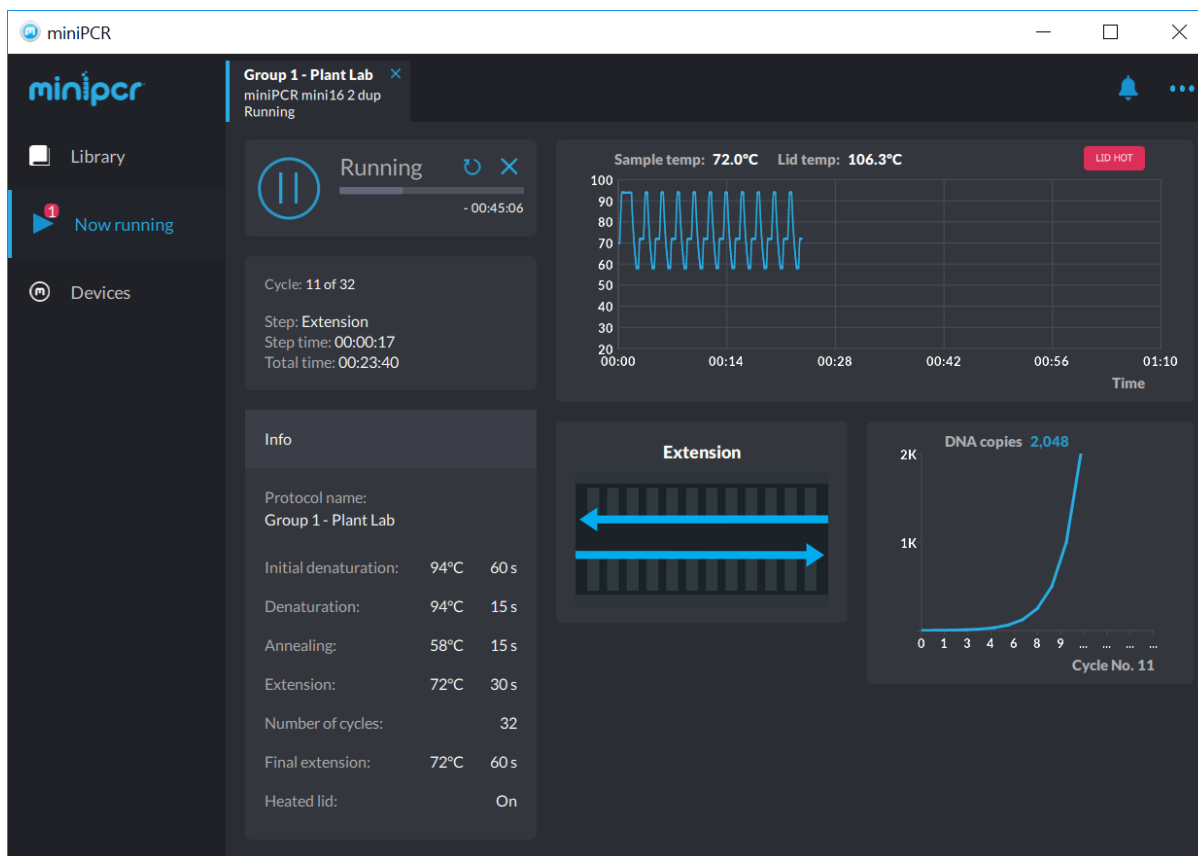 miniPCR
minipcr
Library
1
Now running
Devices
Group 1 - Plant Lab
miniPCR mini16 2 dup
Running
Running
- 00:45:06
Cycle: 11 of 32
Step: Extension
Step time: 00:00:17
Total time: 00:23:40
Info
Protocol name:
Group 1 - Plant Lab
Initial denaturation: 94°C 60 s
Denaturation: 94°C 15 s
Annealing: 58°C 15 s
Extension: 72°C 30 s
Number of cycles: 32
Final extension: 72°C 60 s
Heated lid: On
Sample temp: 72.0°C Lid temp: 106.3°C
LID HOT
100
90
80
70
60
50
40
30
20
00:00 00:14 00:28 00:42 00:56 01:10
Time
Extension
DNA copies 2,048
2K
1K
0 1 3 4 6 8 9 ... ... ... ...
Cycle No. 11